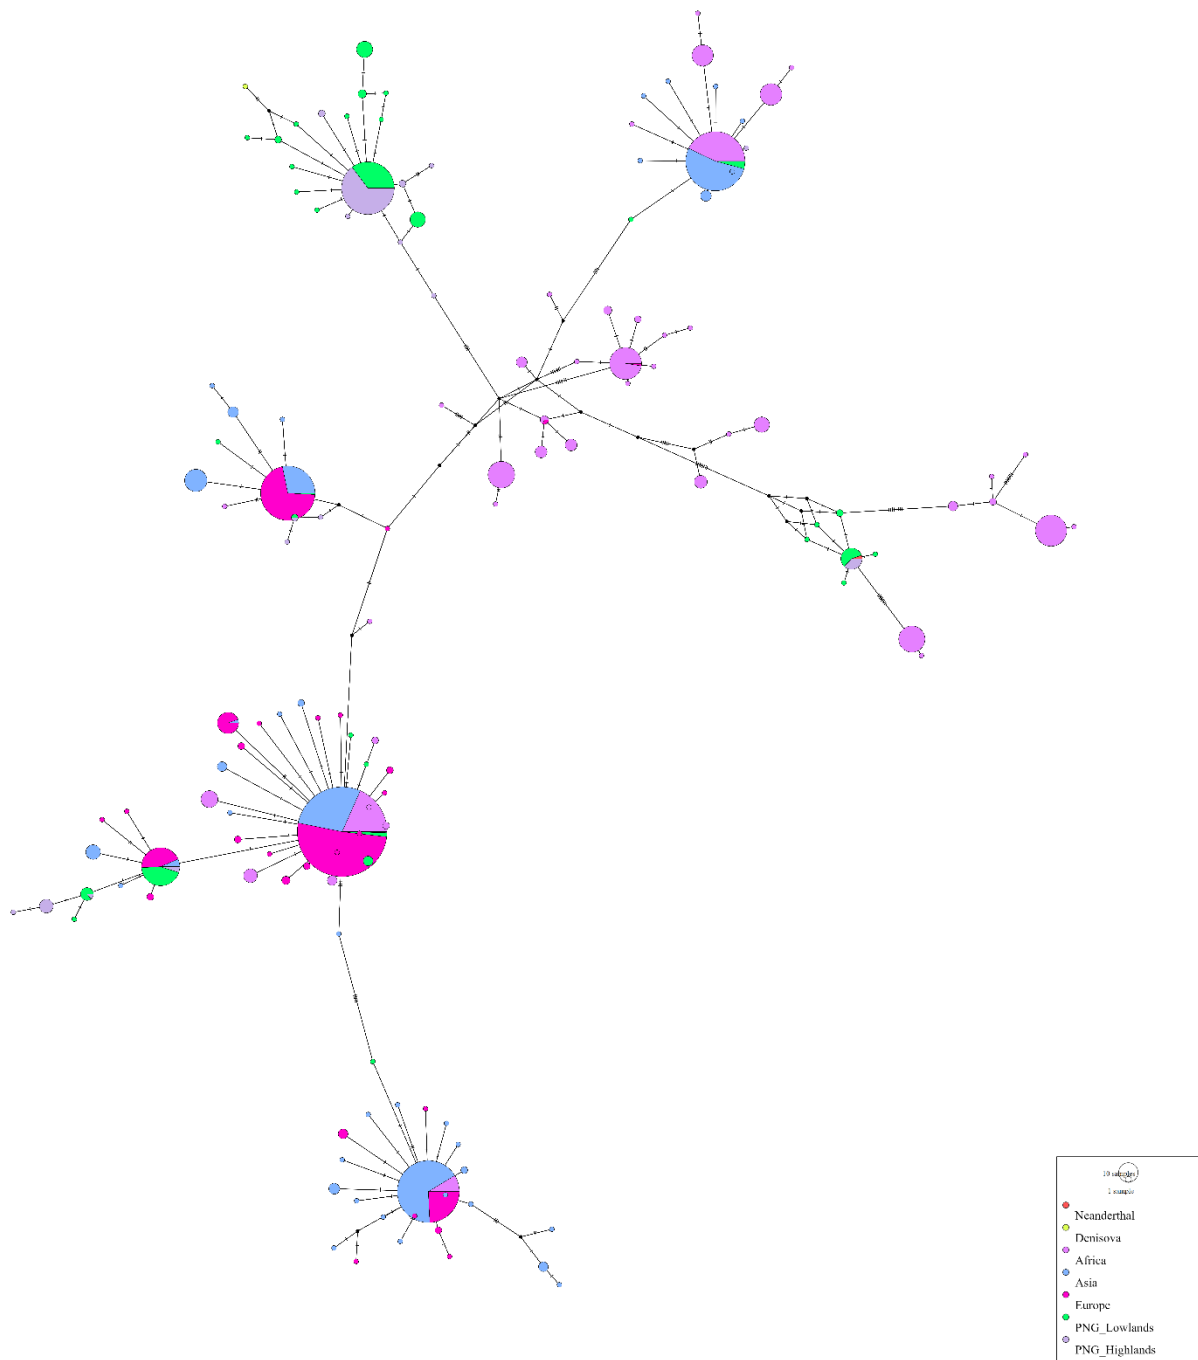 10 samples
1 sample
Neanderthal
Denisova
Africa
Asia
Europe
PNG_Lowlands
PNG_Highlands